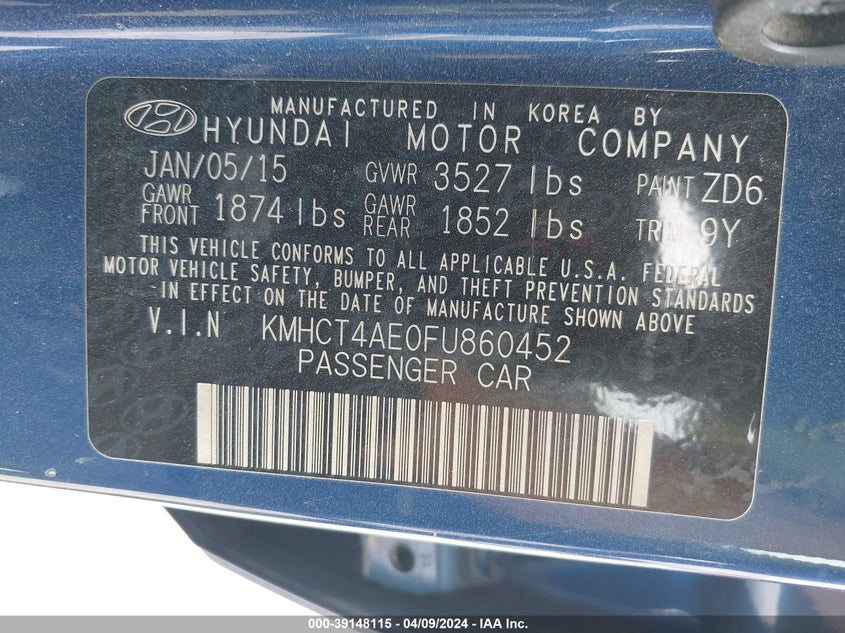 MANUFACTURED IN KOREA BY
HYUNDAI MOTOR COMPANY
JAN/05/15 GVWR 3527 lbs PAINT ZD6
GAWR FRONT 1874 lbs GAWR REAR 1852 lbs TRIM 9Y
THIS VEHICLE CONFORMS TO ALL APPLICABLE U.S.A. FEDERAL
MOTOR VEHICLE SAFETY, BUMPER, AND THEFT PREVENTION STANDARDS
IN EFFECT ON THE DATE OF MANUFACTURE SHOWN ABOVE
V.I.N KMHCT4AE0FU860452
PASSENGER CAR
000-39148115 - 04/09/2024 - IAA Inc.